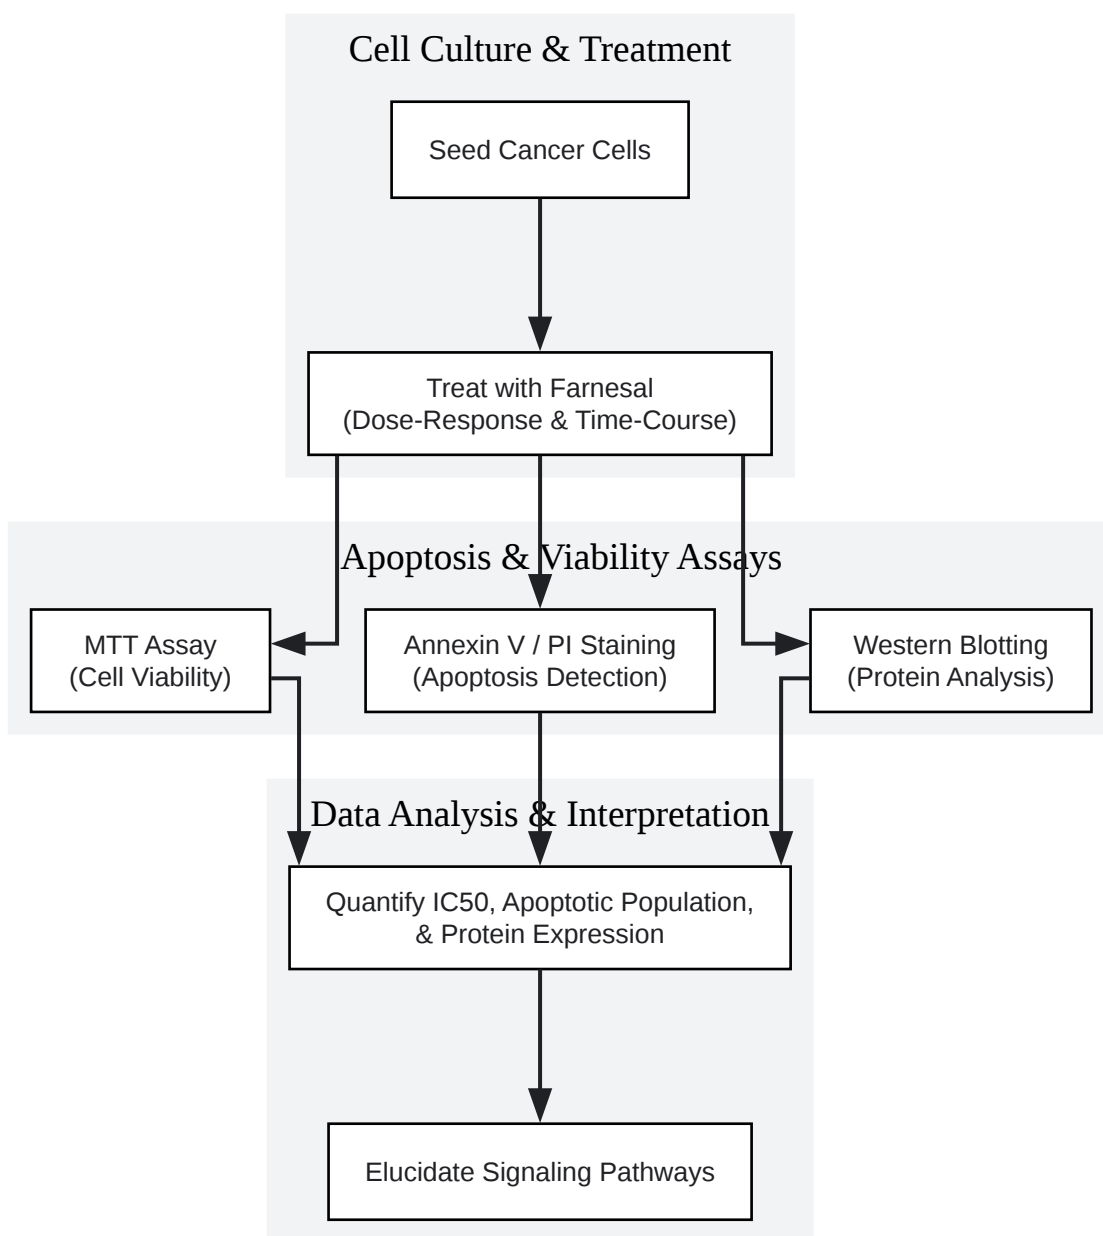 Cell Culture & Treatment
Seed Cancer Cells
Treat with Farnesal
(Dose-Response & Time-Course)
Apoptosis & Viability Assays
MTT Assay
(Cell Viability)
Annexin V / PI Staining
(Apoptosis Detection)
Western Blotting
(Protein Analysis)
Data Analysis & Interpretation
Quantify IC50, Apoptotic Population,
& Protein Expression
Elucidate Signaling Pathways